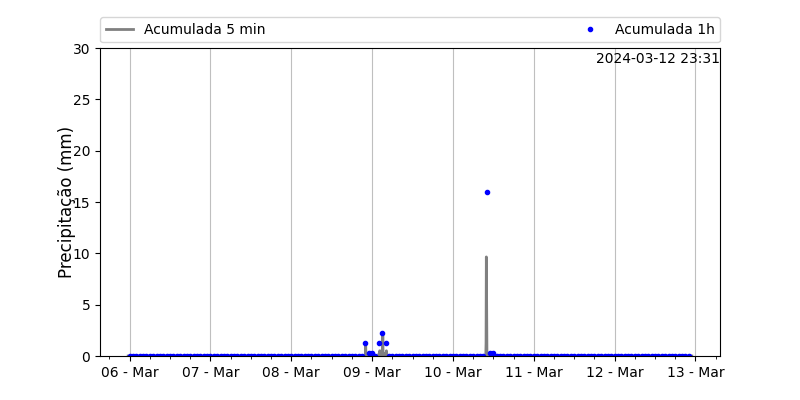 Acumulada 5 min
Acumulada 1h
2024-03-12 23:31
Precipitação (mm)
30
25
20
15
10
5
0
06 - Mar
07 - Mar
08 - Mar
09 - Mar
10 - Mar
11 - Mar
12 - Mar
13 - Mar